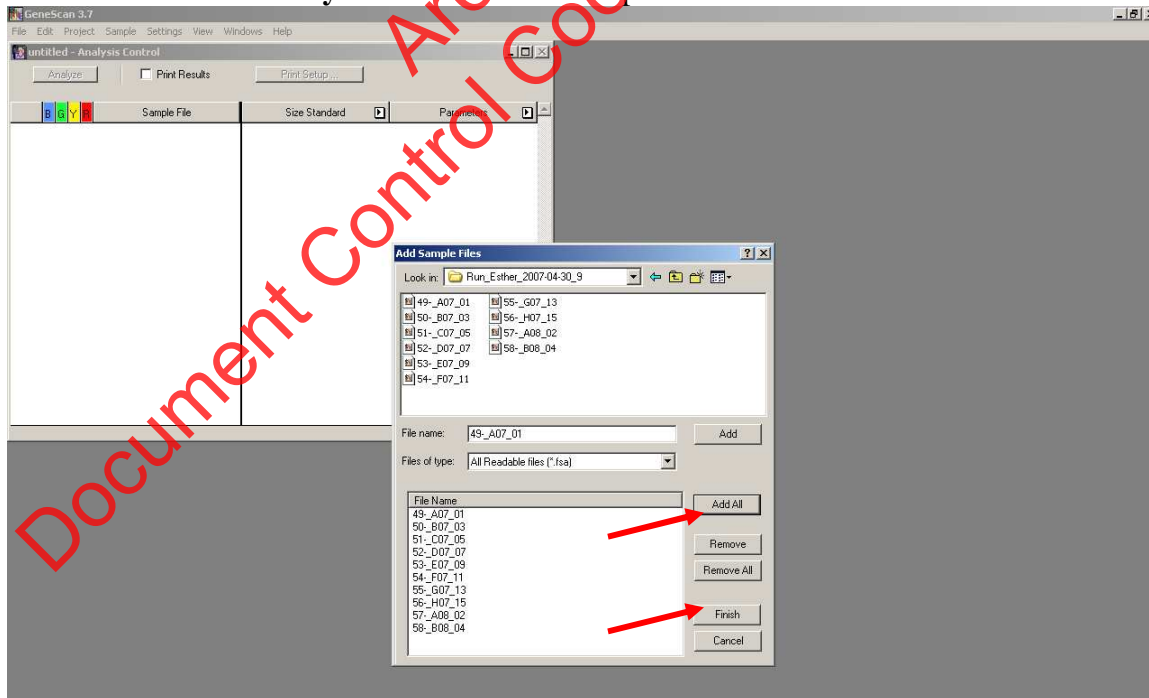 GeneScan 3.7
File Edit Project Sample Settings View Windows Help
untitled - Analysis Control
Analyze Print Results Print Setup ...
B G Y R Sample File Size Standard Parameters
Add Sample Files
Look in: Run_Esther_2007-04-30_9
49-_A07_01 55-_G07_13
50-_B07_03 56-_H07_15
51-_C07_05 57-_A08_02
52-_D07_07 58-_B08_04
53-_E07_09
54-_F07_11
File name: 49-_A07_01 Add
Files of type: All Readable files (*.fsa)
File Name
Add All
49-_A07_01
50-_B07_03
51-_C07_05
52-_D07_07
Remove
53-_E07_09
54-_F07_11
Remove All
55-_G07_13
56-_H07_15
57-_A08_02
Finish
58-_B08_04
Cancel
Document Control